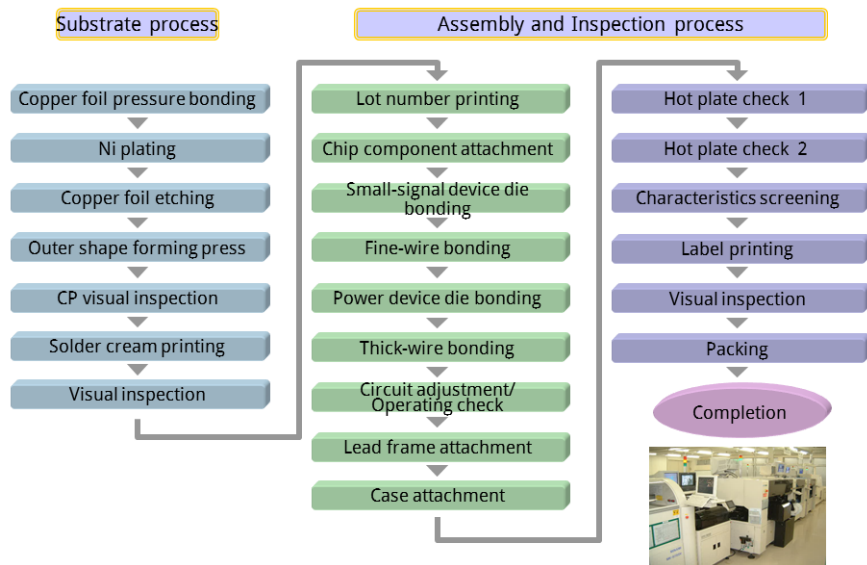 Substrate process
Assembly and Inspection process
Copper foil pressure bonding
Ni plating
Copper foil etching
Outer shape forming press
CP visual inspection
Solder cream printing
Visual inspection
Lot number printing
Chip component attachment
Small-signal device die
bonding
Fine-wire bonding
Power device die bonding
Thick-wire bonding
Circuit adjustment/
Operating check
Lead frame attachment
Case attachment
Hot plate check 1
Hot plate check 2
Characteristics screening
Label printing
Visual inspection
Packing
Completion